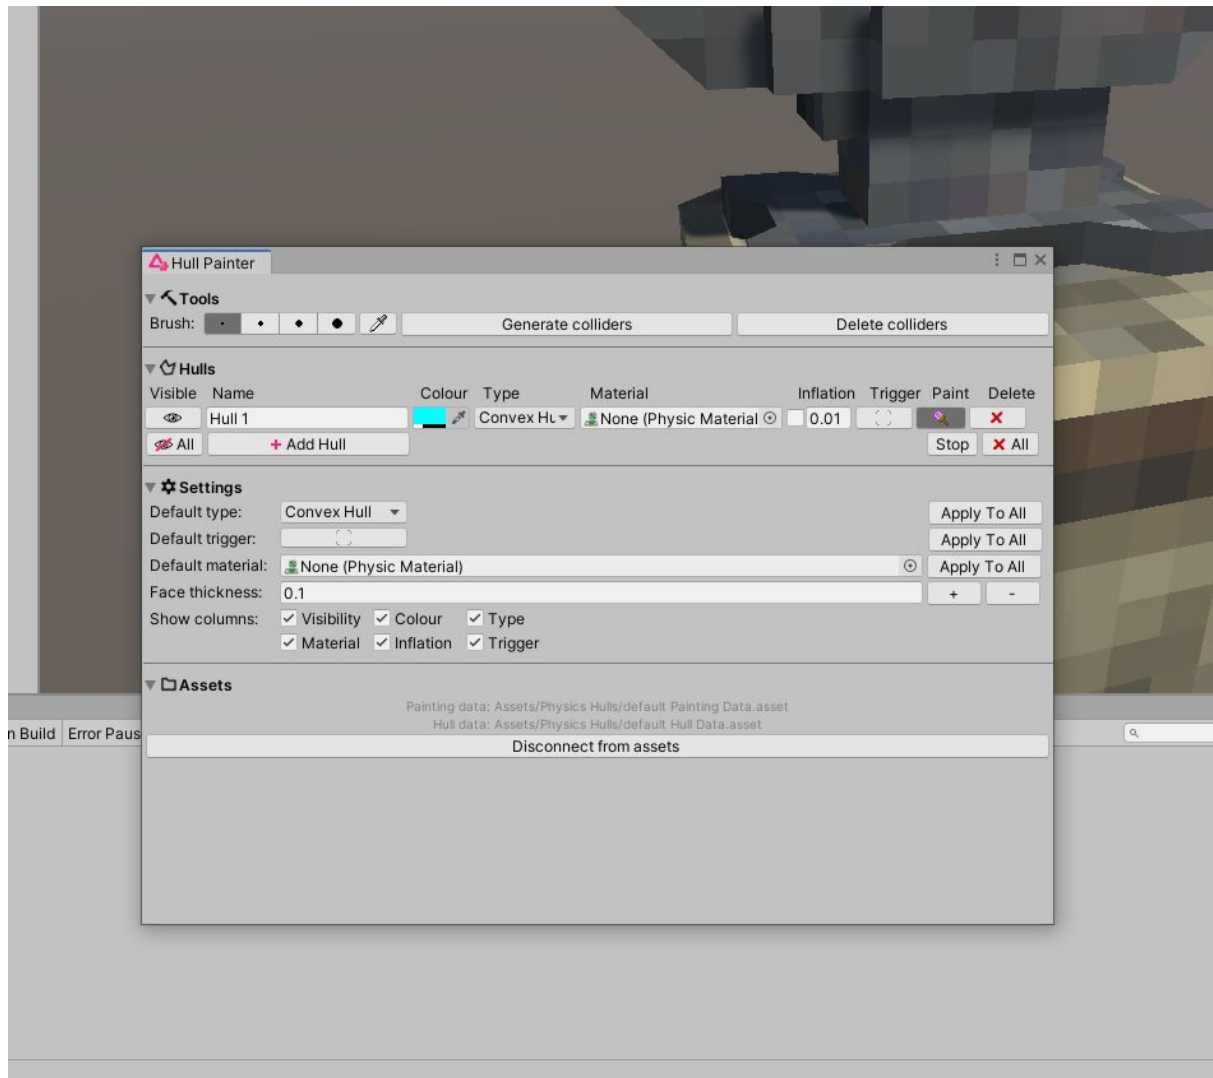 Hull Painter
Tools
Brush: Generate colliders Delete colliders
Hulls
Visible Name Colour Type Material Inflation Trigger Paint Delete
Hull 1 Convex Hu None (Physic Material 0.01
All + Add Hull Stop All
Settings
Default type: Convex Hull Apply To All
Default trigger: Apply To All
Default material: None (Physic Material) Apply To All
Face thickness: 0.1 + -
Show columns: Visibility Colour Type
Material Inflation Trigger
Assets
Painting data: Assets/Physics Hulls/default Painting Data.asset
Hull data: Assets/Physics Hulls/default Hull Data.asset
n Build Error Paus
Disconnect from assets